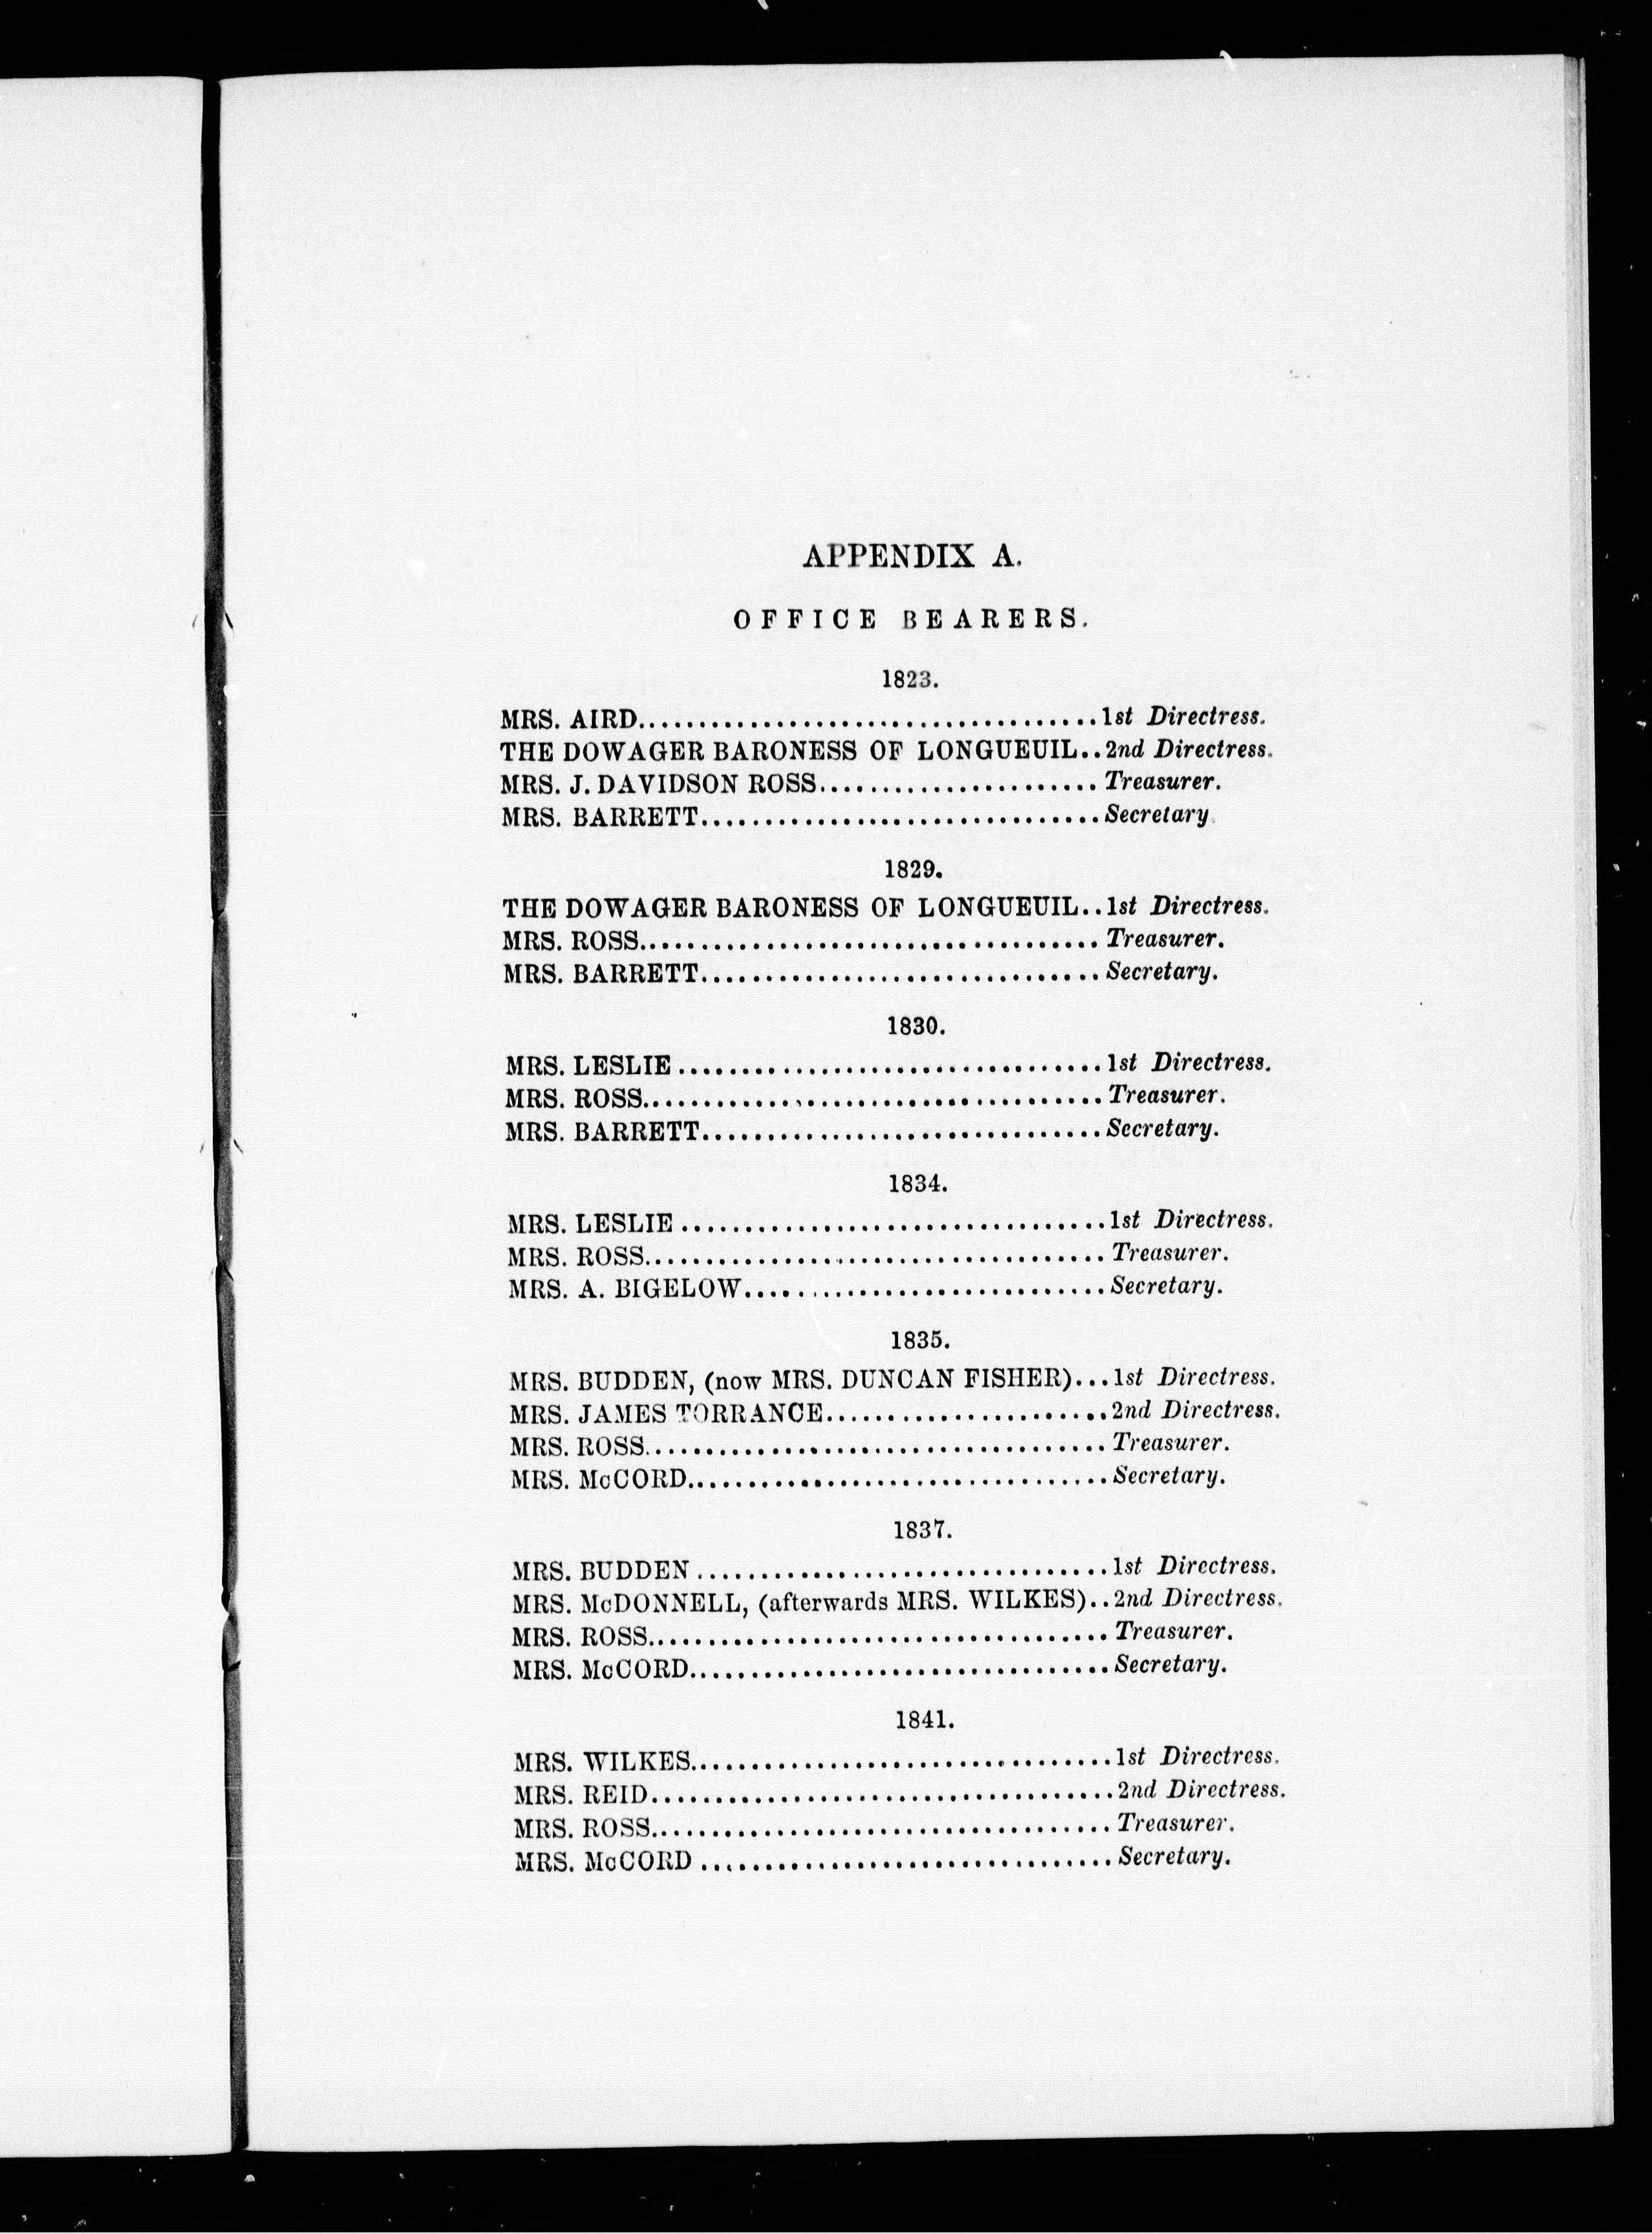 APPENDIX A.
OFFICE BEARERS.
1823.
MRS. AIRD.....................................1st Directress.
THE DOWAGER BARONESS OF LONGUEUIL..2nd Directress.
MRS. J. DAVIDSON ROSS......................Treasurer.
MRS. BARRETT................................Secretary.
1829.
THE DOWAGER BARONESS OF LONGUEUIL..1st Directress.
MRS. ROSS.....................................Treasurer.
MRS. BARRETT................................Secretary.
1830.
MRS. LESLIE..................................1st Directress.
MRS. ROSS.....................................Treasurer.
MRS. BARRETT................................Secretary.
1834.
MRS. LESLIE..................................1st Directress.
MRS. ROSS.....................................Treasurer.
MRS. A. BIGELOW.............................Secretary.
1835.
MRS. BUDDEN, (now MRS. DUNCAN FISHER)...1st Directress.
MRS. JAMES TORRANCE.......................2nd Directress.
MRS. ROSS.....................................Treasurer.
MRS. McCORD..................................Secretary.
1837.
MRS. BUDDEN.................................1st Directress.
MRS. McDONNELL, (afterwards MRS. WILKES)..2nd Directress.
MRS. ROSS.....................................Treasurer.
MRS. McCORD..................................Secretary.
1841.
MRS. WILKES..................................1st Directress.
MRS. REID.....................................2nd Directress.
MRS. ROSS.....................................Treasurer.
MRS. McCORD.................................Secretary.